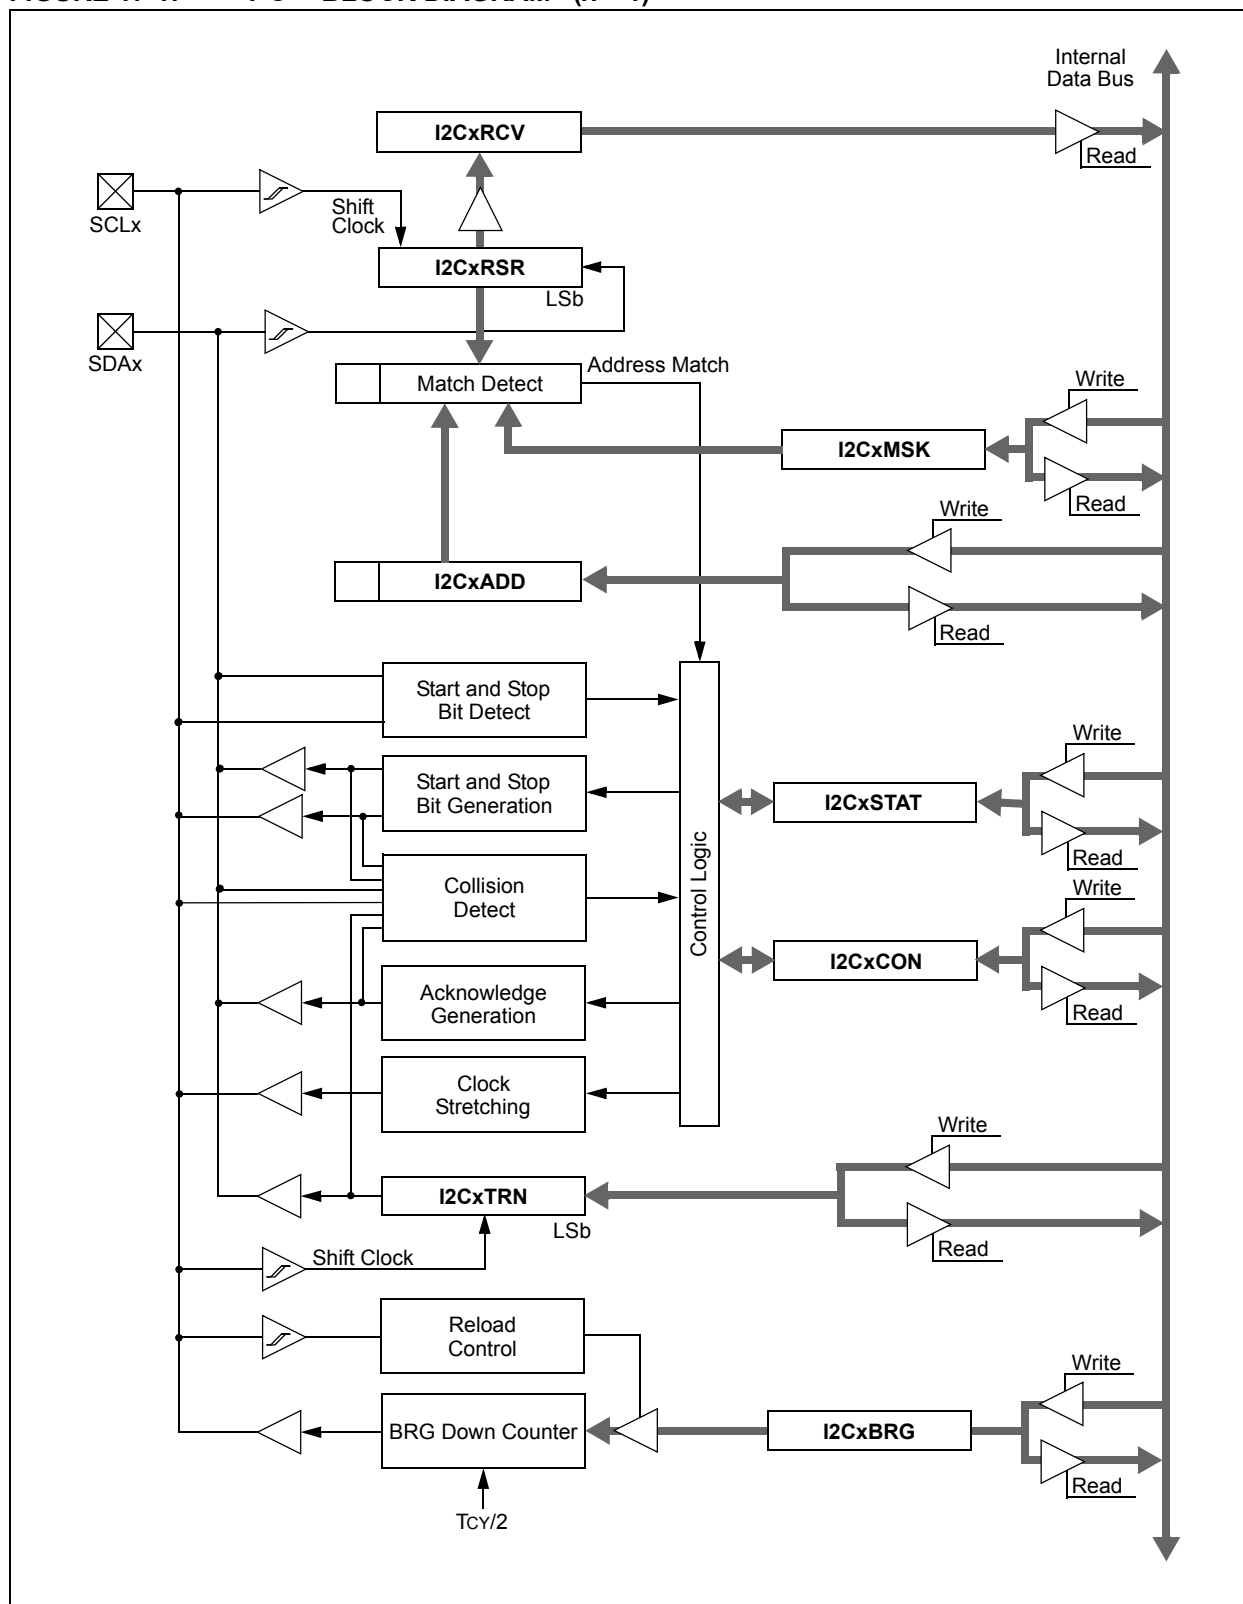 Internal
Data Bus
I2CxRCV
Read
SCLx
Shift
Clock
I2CxRSR
LSb
SDAx
Address Match
Match Detect
Write
I2CxMSK
Read
Write
I2CxADD
Read
Start and Stop
Bit Detect
Write
Start and Stop
Bit Generation
I2CxSTAT
Read
Control Logic
Collision
Detect
Write
I2CxCON
Read
Acknowledge
Generation
Clock
Stretching
Write
I2CxTRN
LSb
Read
Shift Clock
Reload
Control
Write
BRG Down Counter
I2CxBRG
Read
TCY/2